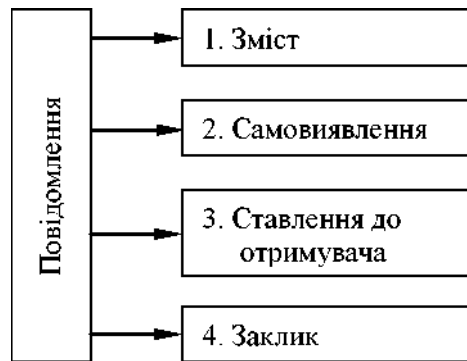 Повідомлення
1. Зміст
2. Самовиявлення
3. Ставлення до
отримувача
4. Заклик